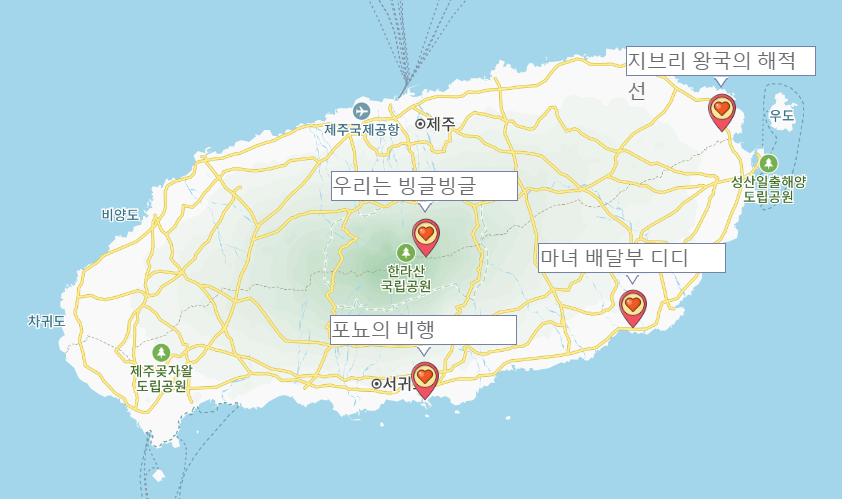 지브리 왕국의 해적
선
우도
제주국제공항
제주
성산일출해양
도립공원
우리는 빙글빙글
비양도
마녀 배달부 디디
한라산
국립공원
차귀도
포뇨의 비행
제주곶자왈
도립공원
서귀